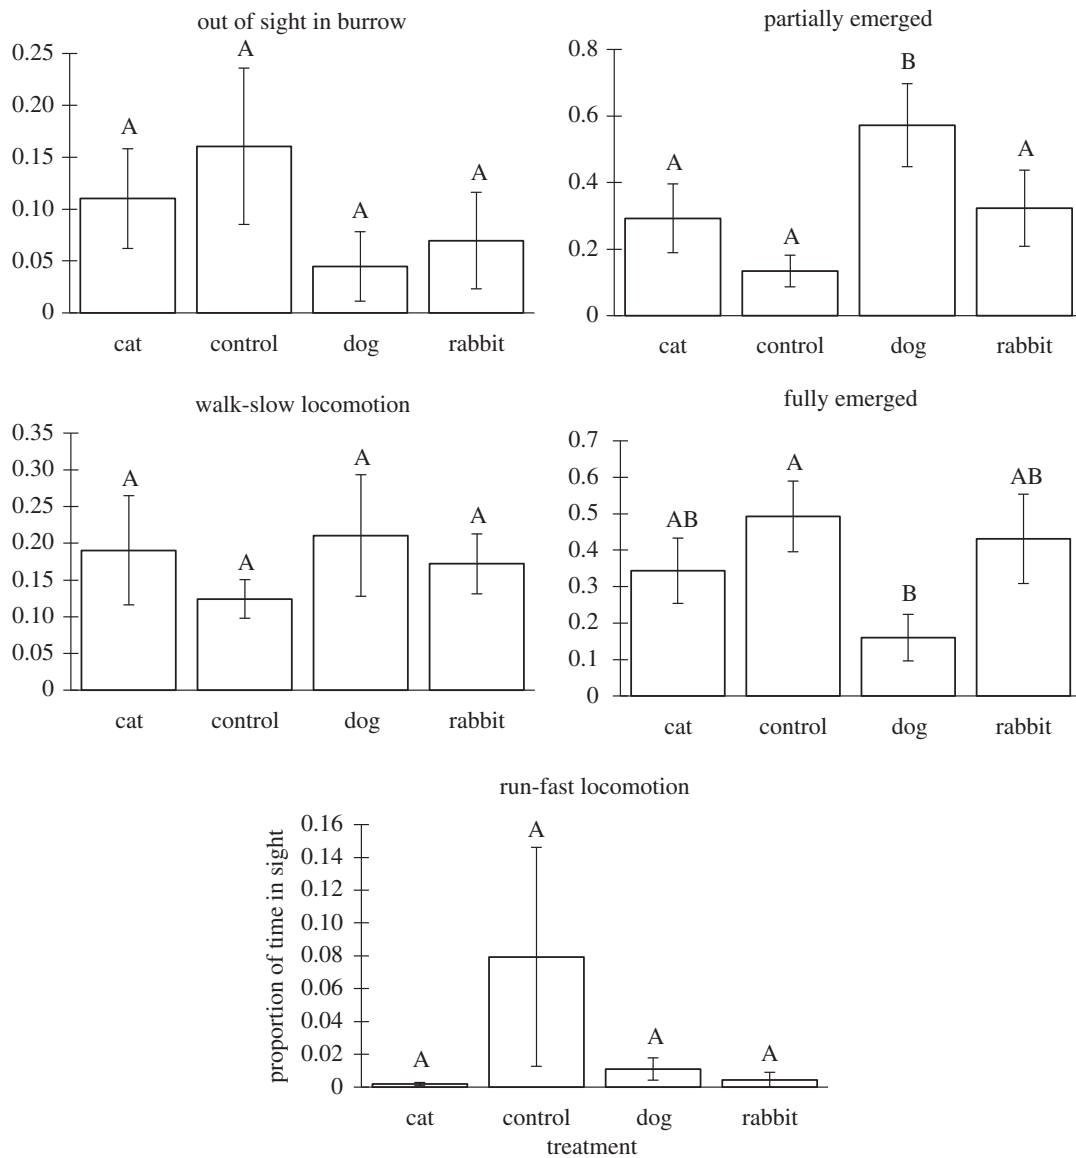 out of sight in burrow
A
0.25
A
0.20
A
0.15
A
0.10
0.05
0
cat control dog rabbit
partially emerged
0.8
B
0.6
A
A
0.4
A
0.2
0
cat control dog rabbit
walk-slow locomotion
0.35
A
0.30
A
0.25
A
0.20
A
0.15
0.10
0.05
0
cat control dog rabbit
fully emerged
0.7
A
0.6
AB
0.5
AB
0.4
0.3
B
0.2
0.1
0
cat control dog rabbit
run-fast locomotion
proportion of time in sight
0.16
A
0.14
0.12
0.10
0.08
0.06
0.04
A
A
A
0.02
0
cat control dog rabbit
treatment